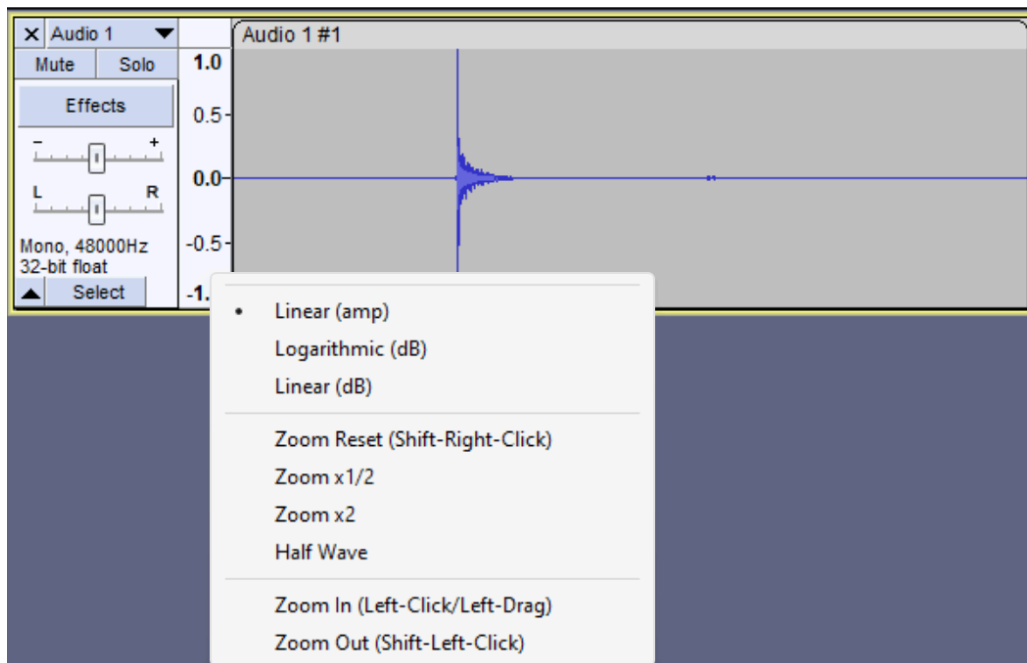 Audio 1
Audio 1 #1
Mute Solo
Effects
- +
L R
Mono, 48000Hz
32-bit float
Select
1.0
0.5-
0.0-
-0.5-
-1.
Linear (amp)
Logarithmic (dB)
Linear (dB)
Zoom Reset (Shift-Right-Click)
Zoom x1/2
Zoom x2
Half Wave
Zoom In (Left-Click/Left-Drag)
Zoom Out (Shift-Left-Click)